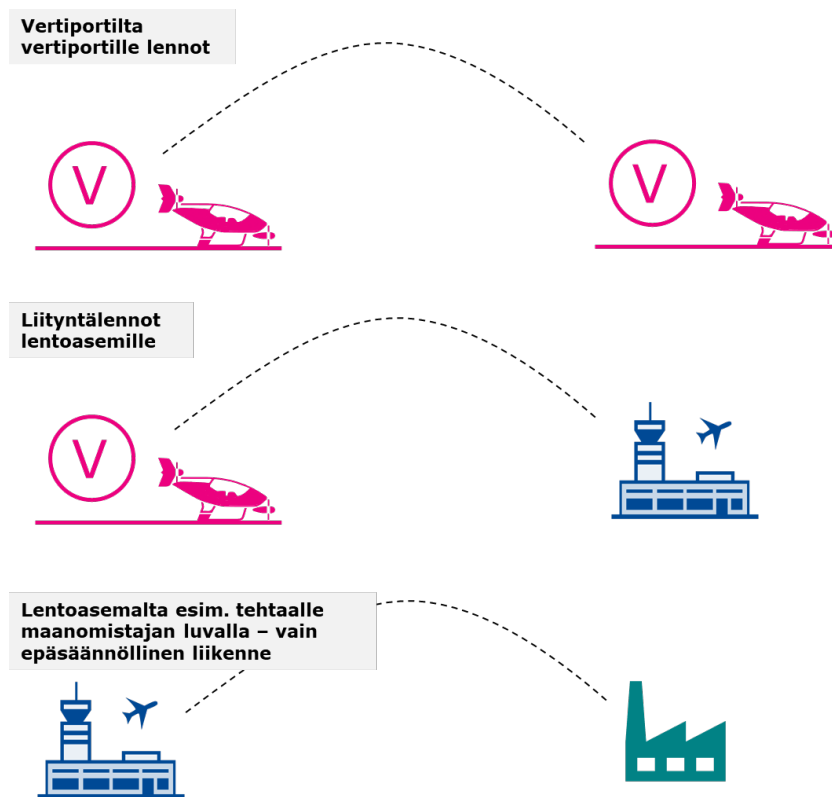 Vertiportilta
vertiportille lennot
V
V
Liityntälennot
lentoasemille
V
Lentoasemalta esim. tehtaalle
maanomistajan luvalla – vain
epäsäännöllinen liikenne